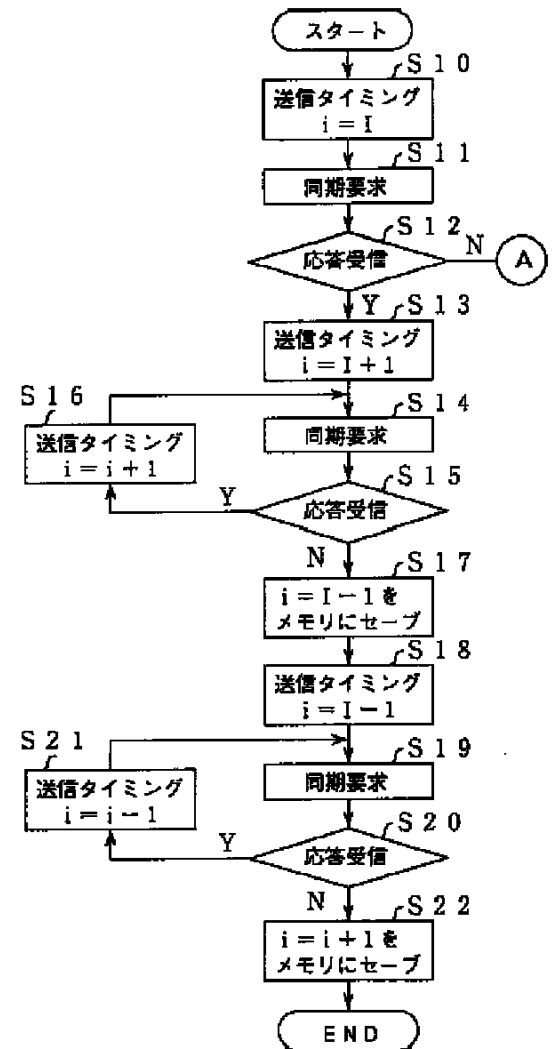 スタート
S10
送信タイミング
i = I
S11
同期要求
S12
応答受信
N
A
Y
S13
送信タイミング
i = I + 1
S14
同期要求
S15
応答受信
Y
S16
送信タイミング
i = i + 1
N
S17
i = I - 1 を
メモリにセーブ
S18
送信タイミング
i = I - 1
S19
同期要求
S20
応答受信
Y
S21
送信タイミング
i = i - 1
N
S22
i = i + 1 を
メモリにセーブ
END